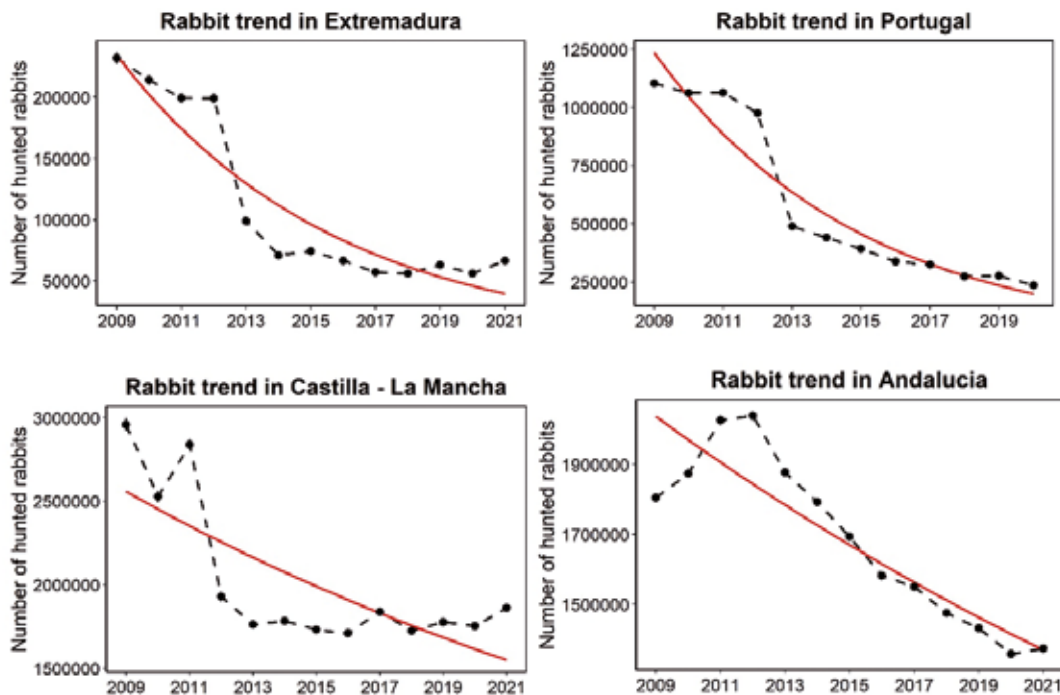 Rabbit trend in Extremadura
Number of hunted rabbits
200000
150000
100000
50000
2009 2011 2013 2015 2017 2019 2021
Rabbit trend in Portugal
Number of hunted rabbits
1250000
1000000
750000
500000
250000
2009 2011 2013 2015 2017 2019
Rabbit trend in Castilla - La Mancha
Number of hunted rabbits
3000000
2500000
2000000
1500000
2009 2011 2013 2015 2017 2019 2021
Rabbit trend in Andalucia
Number of hunted rabbits
1900000
1700000
1500000
2009 2011 2013 2015 2017 2019 2021